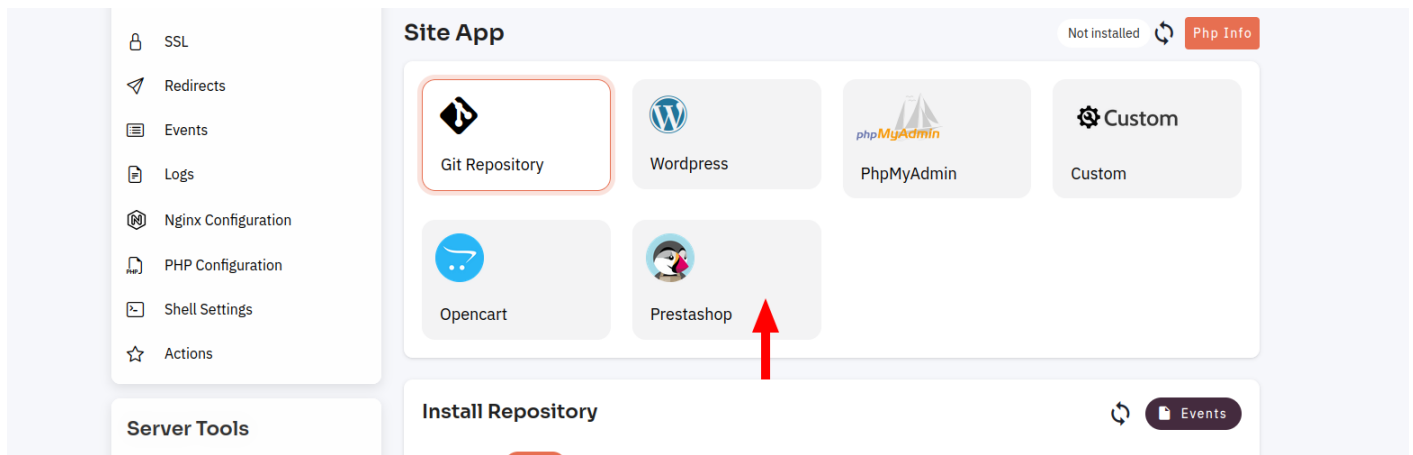 SSL
Redirects
Events
Logs
Nginx Configuration
PHP Configuration
Shell Settings
Actions
Server Tools
Site App
Not installed
Php Info
Git Repository
Wordpress
phpMyAdmin
PhpMyAdmin
Custom
Custom
Opencart
Prestashop
Install Repository
Events